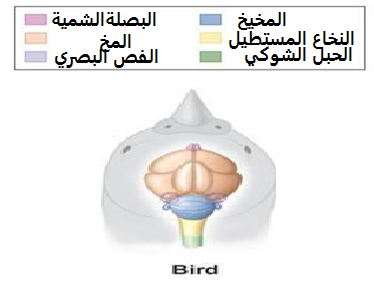 البصلة الشمية
المخ
الفص البصري
المخيخ
النخاع المستطيل
الحبل الشوكي
Bird